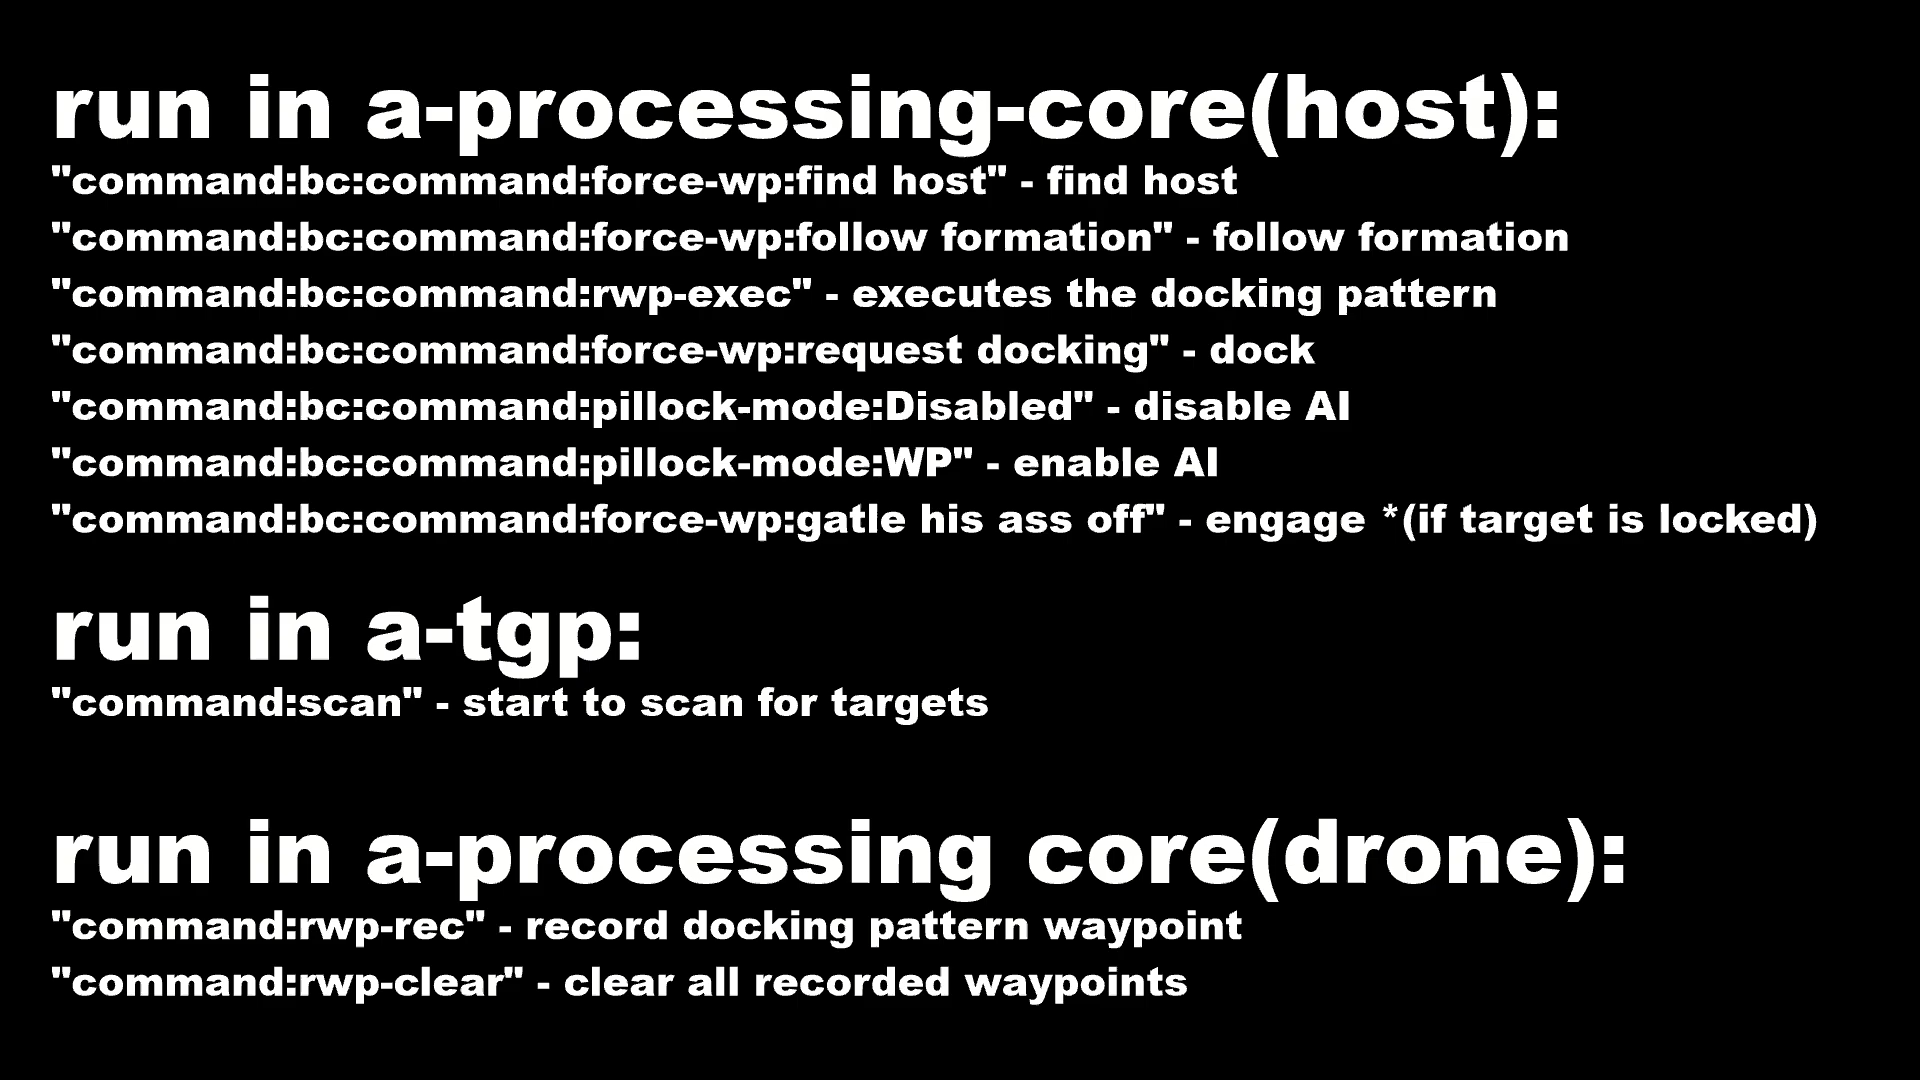 run in a-processing-core(host):
"command:bc:command:force-wp:find host" - find host
"command:bc:command:force-wp:follow formation" - follow formation
"command:bc:command:rwp-exec" - executes the docking pattern
"command:bc:command:force-wp:request docking" - dock
"command:bc:command:pillock-mode:Disabled" - disable AI
"command:bc:command:pillock-mode:WP" - enable AI
"command:bc:command:force-wp:gatle his ass off" - engage *(if target is locked)
run in a-tgp:
"command:scan" - start to scan for targets
run in a-processing core(drone):
"command:rwp-rec" - record docking pattern waypoint
"command:rwp-clear" - clear all recorded waypoints